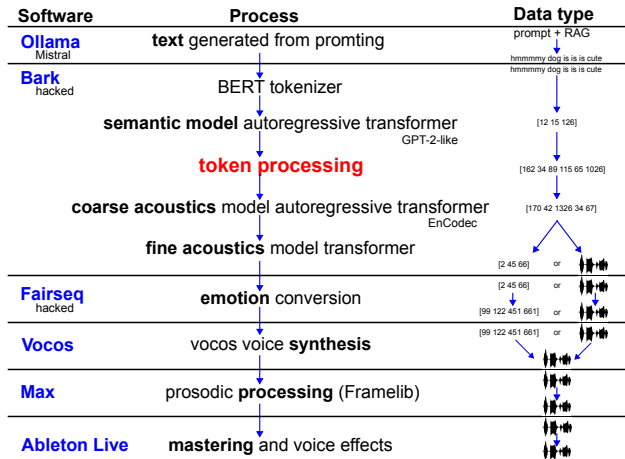 Software Process Data type
Ollama
Mistral
text generated from promting
prompt + RAG
hmmmmy dog is is is cute
Bark
hacked
hmmmmy dog is is is cute
BERT tokenizer
semantic model autoregressive transformer
GPT-2-like
[12 15 126]
token processing
[162 34 89 115 65 1026]
coarse acoustics model autoregressive transformer
EnCodec
[170 42 1326 34 67]
fine acoustics model transformer
[2 45 66] or
Fairseq
hacked
emotion conversion
[2 45 66] or
[99 122 451 661] or
Vocos
vocos voice synthesis
[99 122 451 661] or
Max
prosodic processing (Framelib)
Ableton Live
mastering and voice effects